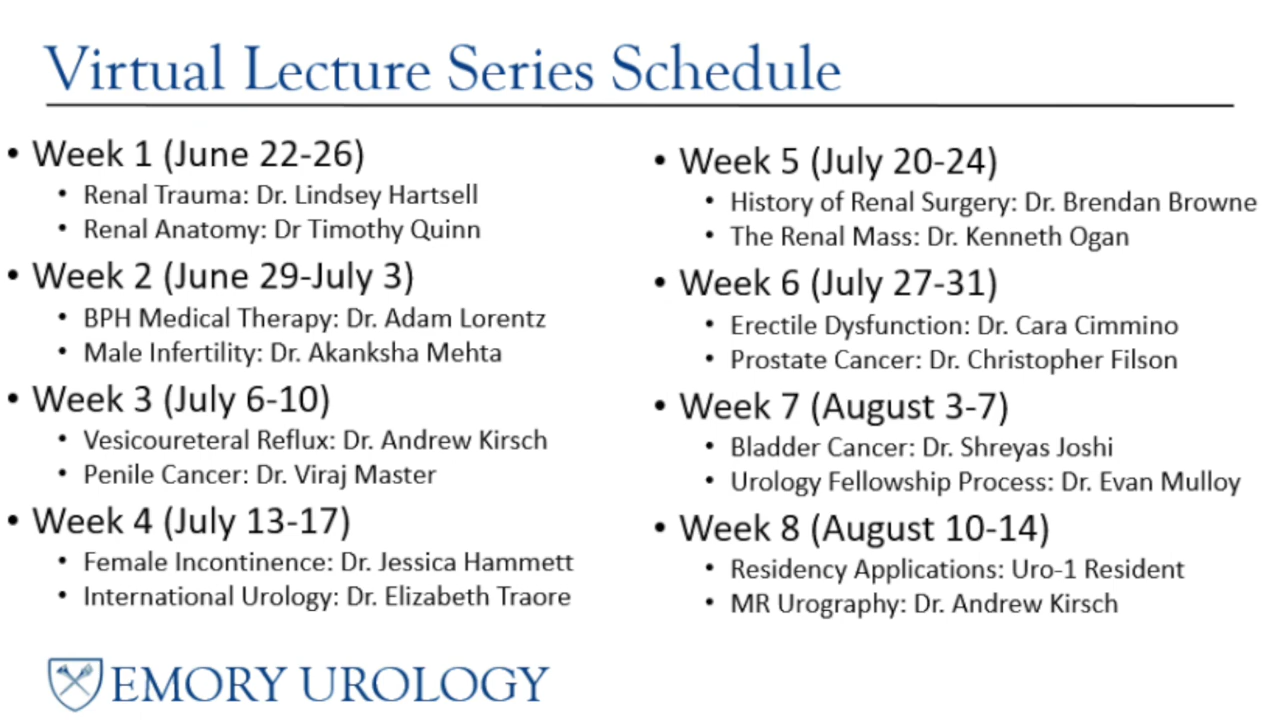 Virtual Lecture Series Schedule
• Week 1 (June 22-26)
• Renal Trauma: Dr. Lindsey Hartsell
• Renal Anatomy: Dr Timothy Quinn
• Week 2 (June 29-July 3)
• BPH Medical Therapy: Dr. Adam Lorentz
• Male Infertility: Dr. Akanksha Mehta
• Week 3 (July 6-10)
• Vesicoureteral Reflux: Dr. Andrew Kirsch
• Penile Cancer: Dr. Viraj Master
• Week 4 (July 13-17)
• Female Incontinence: Dr. Jessica Hammett
• International Urology: Dr. Elizabeth Traore
• Week 5 (July 20-24)
• History of Renal Surgery: Dr. Brendan Browne
• The Renal Mass: Dr. Kenneth Ogan
• Week 6 (July 27-31)
• Erectile Dysfunction: Dr. Cara Cimmino
• Prostate Cancer: Dr. Christopher Filson
• Week 7 (August 3-7)
• Bladder Cancer: Dr. Shreyas Joshi
• Urology Fellowship Process: Dr. Evan Mulloy
• Week 8 (August 10-14)
• Residency Applications: Uro-1 Resident
• MR Urography: Dr. Andrew Kirsch
EMORY UROLOGY